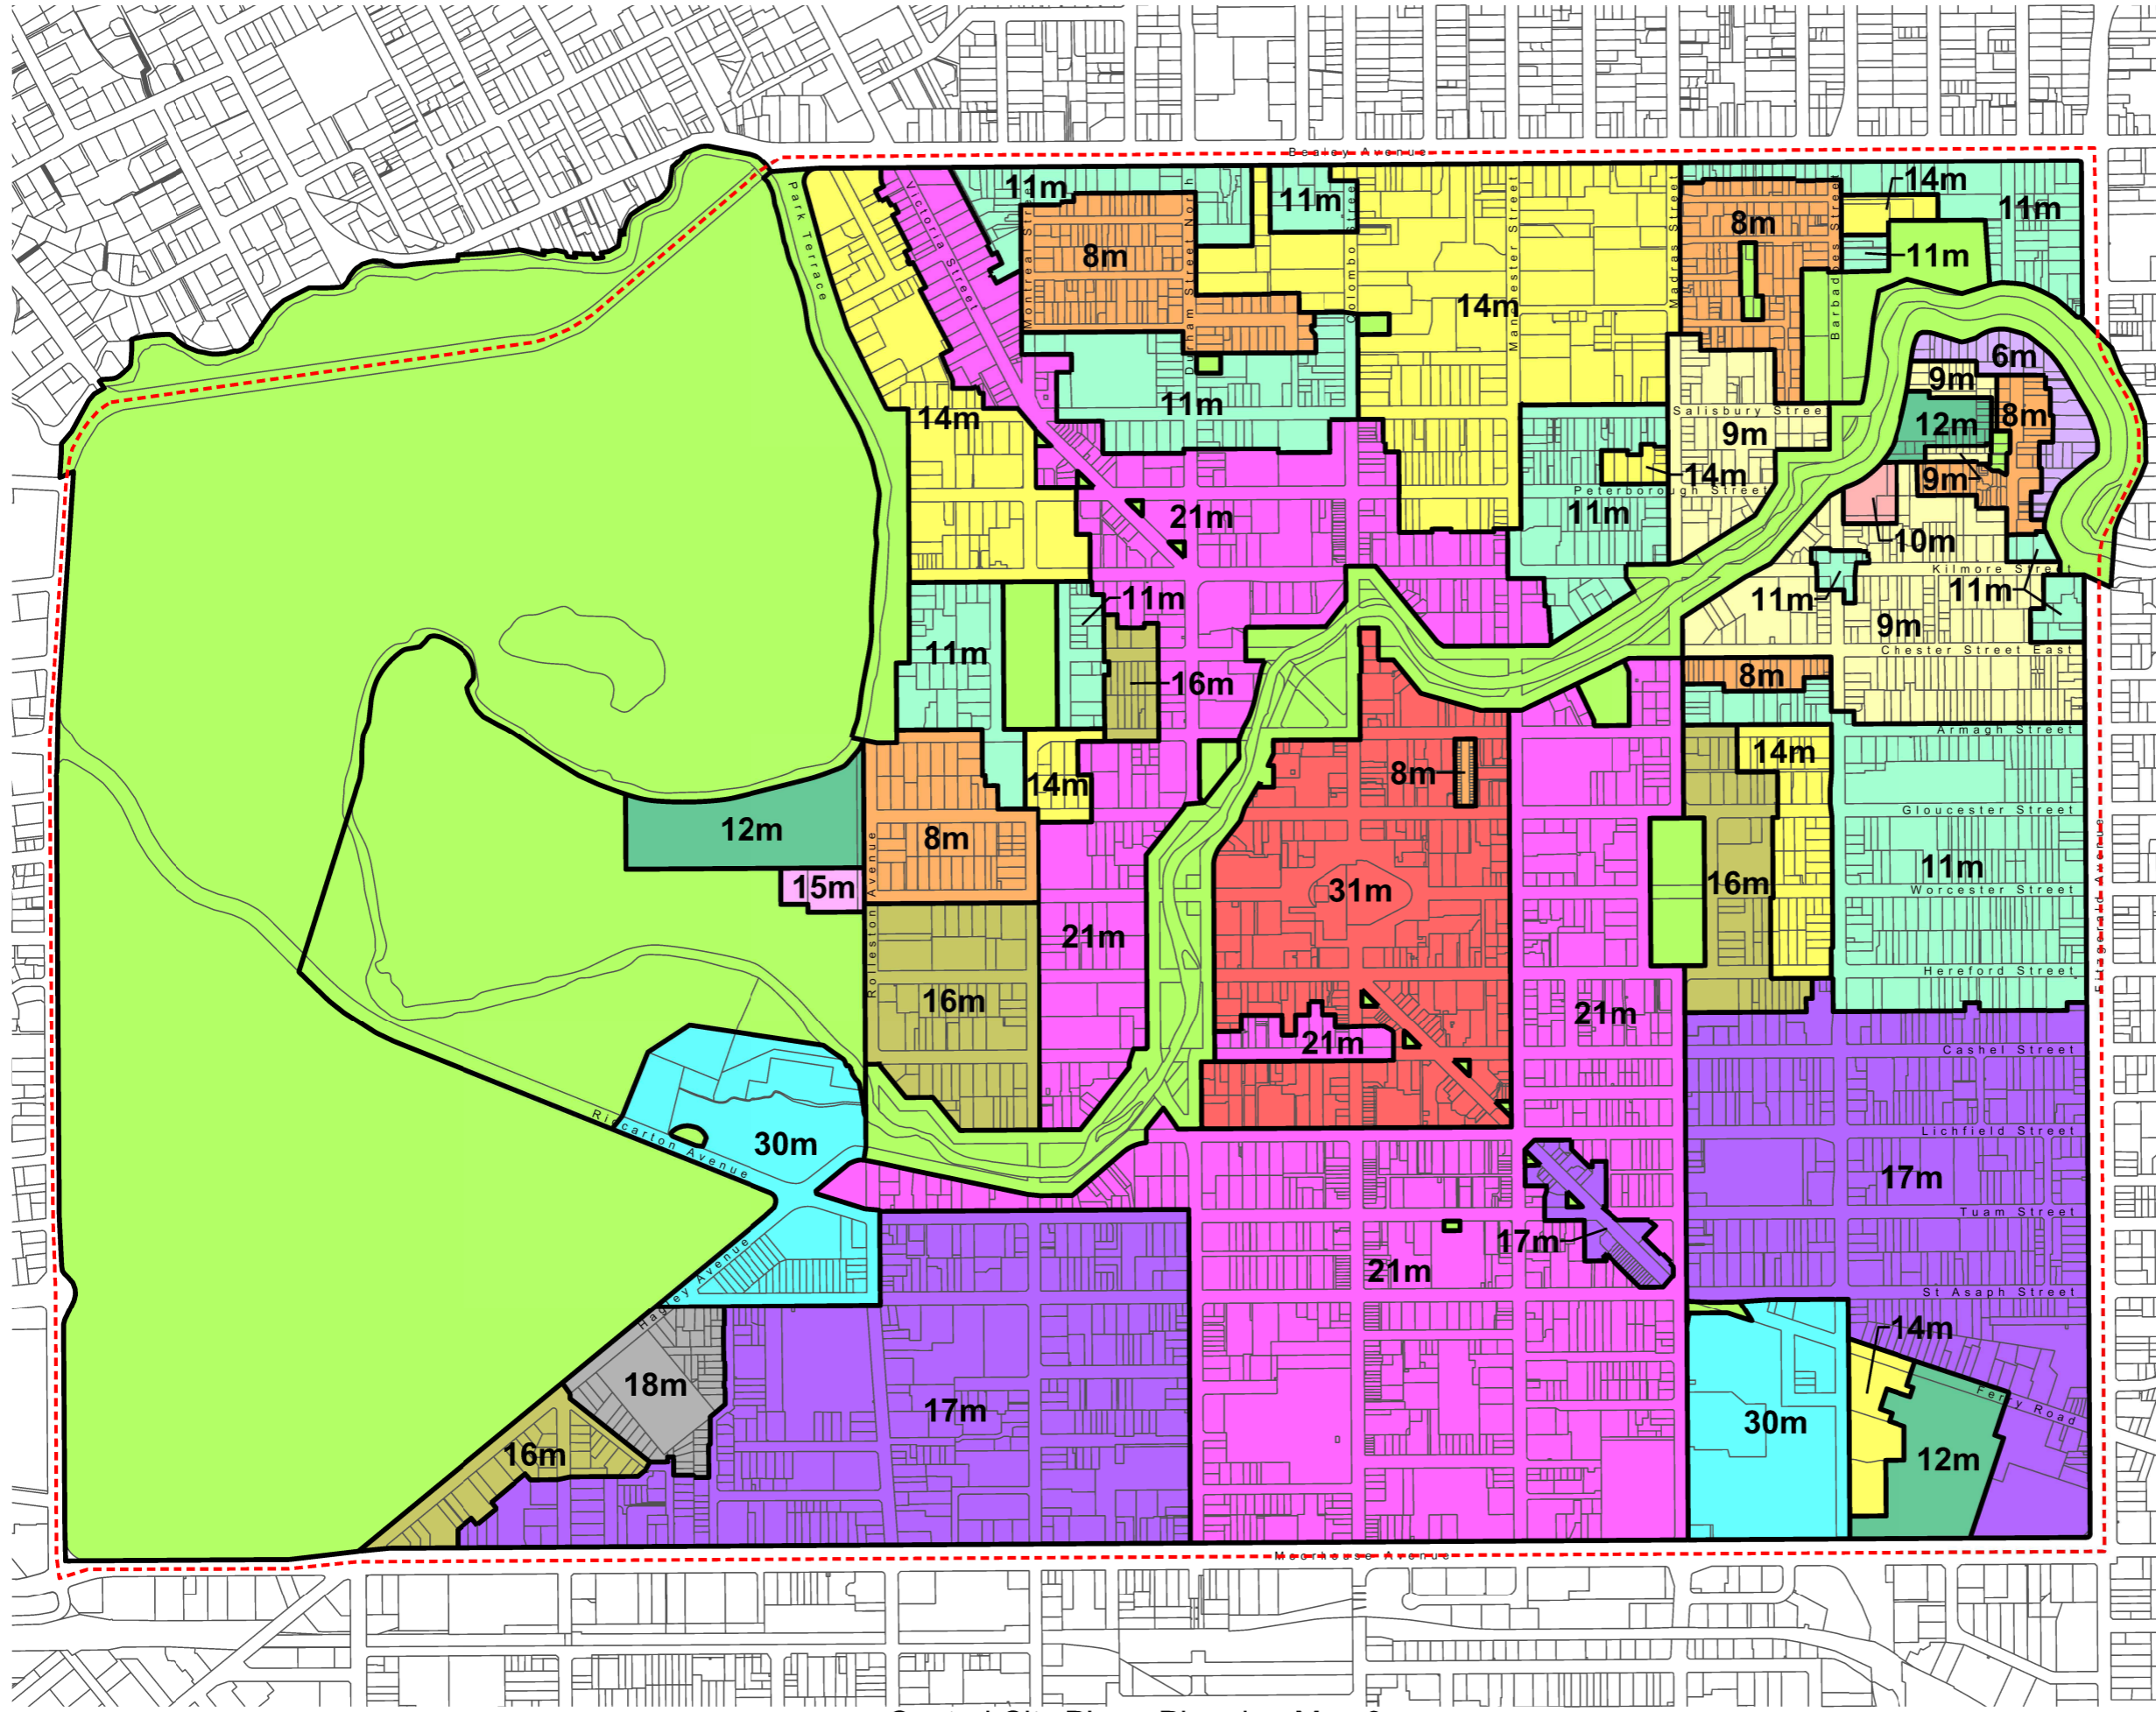 Bealey Avenue
Park Terrace
Victoria Street
11m
Montreal Street
8m
Durham Street North
11m
Colombo Street
14m
Manchester Street
Madras Street
8m
Barbadoes Street
14m
11m
11m
6m
9m
12m
8m
9m
10m
14m
11m
Salisbury Street
9m
14m
Peterborough Street
11m
21m
Kilmore Street
11m
11m
9m
Chester Street East
11m
11m
16m
8m
Armagh Street
14m
8m
14m
12m
8m
15m
Rolleston Avenue
31m
16m
Gloucester Street
11m
Worcester Street
Fitzgerald Avenue
21m
16m
21m
21m
Hereford Street
Cashel Street
Riccarton Avenue
30m
Lichfield Street
17m
Tuam Street
17m
21m
Hagley Avenue
St Asaph Street
14m
18m
17m
16m
30m
12m
Ferry Road
Moorhouse Avenue